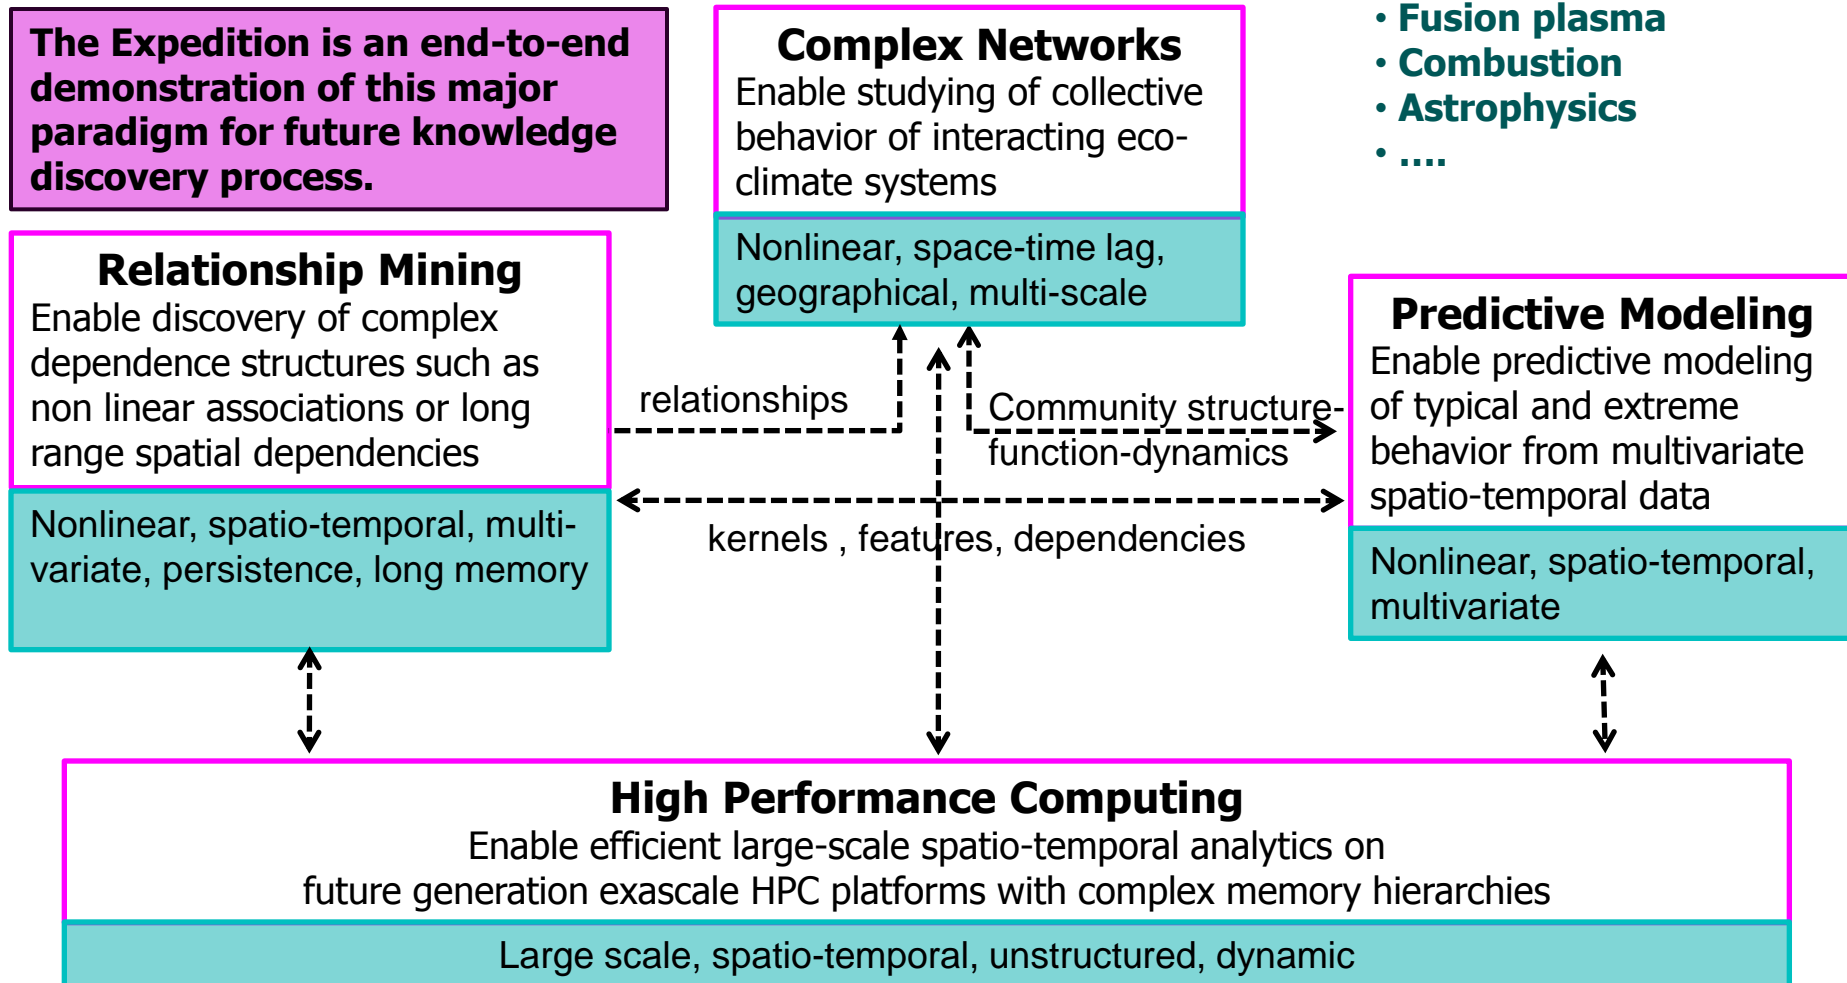 The Expedition is an end-to-end
demonstration of this major
paradigm for future knowledge
discovery process.
Complex Networks
Enable studying of collective
behavior of interacting eco-
climate systems
Nonlinear, space-time lag,
geographical, multi-scale
• Fusion plasma
• Combustion
• Astrophysics
• ....
Relationship Mining
Enable discovery of complex
dependence structures such as
non linear associations or long
range spatial dependencies
Nonlinear, spatio-temporal, multi-
variate, persistence, long memory
relationships
Community structure-
function-dynamics
kernels , features, dependencies
Predictive Modeling
Enable predictive modeling
of typical and extreme
behavior from multivariate
spatio-temporal data
Nonlinear, spatio-temporal,
multivariate
High Performance Computing
Enable efficient large-scale spatio-temporal analytics on
future generation exascale HPC platforms with complex memory hierarchies
Large scale, spatio-temporal, unstructured, dynamic